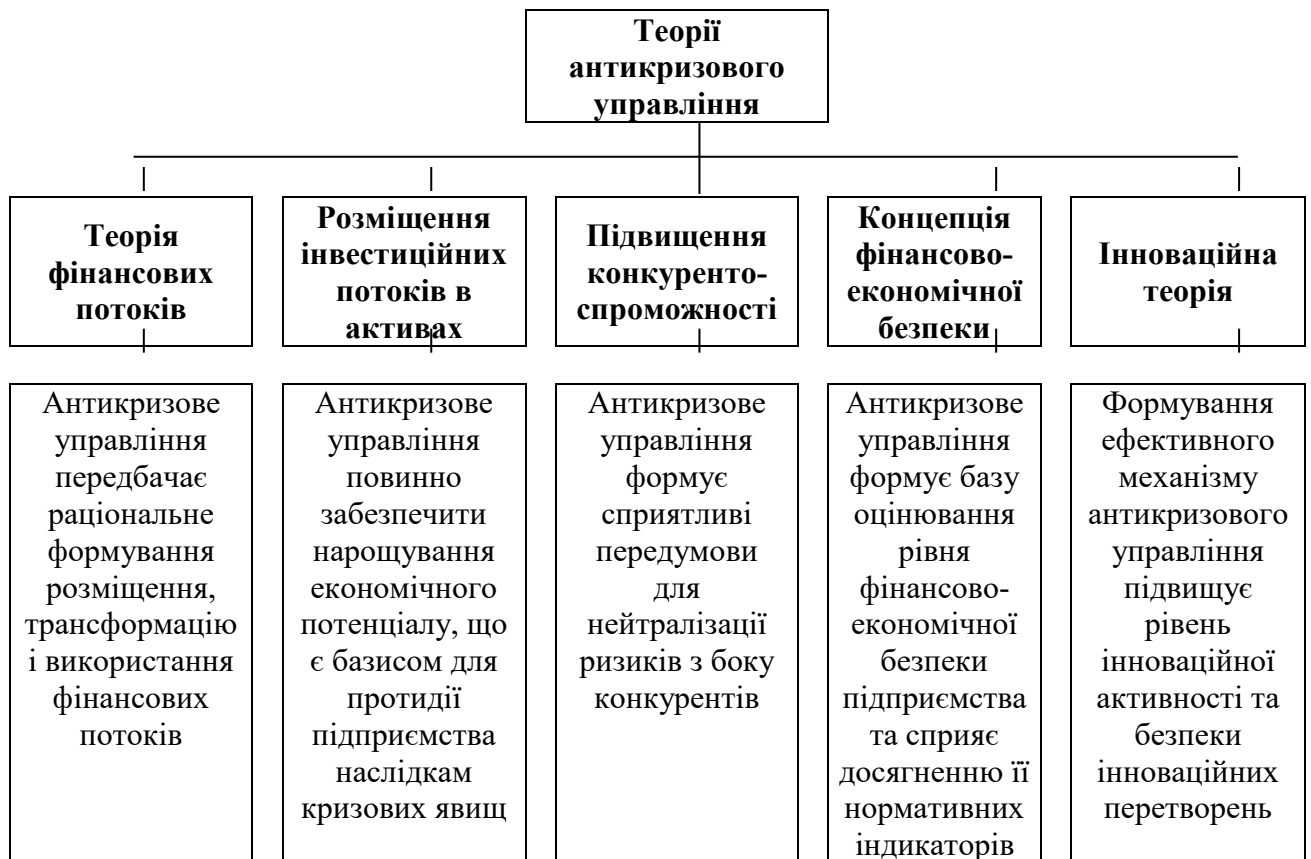 Теорії
антикризового
управління
Теорія
фінансових
потоків
Розміщення
інвестиційних
потоків в
активах
Підвищення
конкуренто-
спроможності
Концепція
фінансово-
економічної
безпеки
Інноваційна
теорія
Антикризове
управління
передбачає
раціональне
формування
розміщення,
трансформацію
і використання
фінансових
потоків
Антикризове
управління
повинно
забезпечити
нарощування
економічного
потенціалу, що
є базисом для
протидії
підприємства
наслідкам
кризових явищ
Антикризове
управління
формує
сприятливі
передумови
для
нейтралізації
ризиків з боку
конкурентів
Антикризове
управління
формує базу
оцінювання
рівня
фінансово-
економічної
безпеки
підприємства
та сприяє
досягненню її
нормативних
індикаторів
Формування
ефективного
механізму
антикризового
управління
підвищує
рівень
інноваційної
активності та
безпеки
інноваційних
перетворень